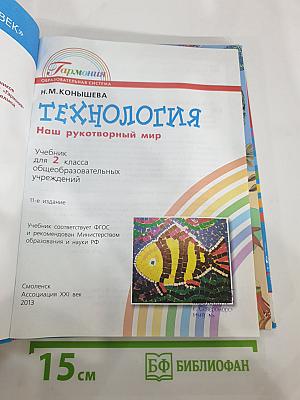 ВЕК»
Гармония
ОБРАЗОВАТЕЛЬНАЯ СИСТЕМА
Н.М.КОНЫШЕВА
ТЕХНОЛОГИЯ
Наш рукотворный мир
Учебник
для 2 класса
общеобразовательных
учреждений
11-е издание
Учебник соответствует ФГОС
и рекомендован Министерством
образования и науки РФ
Смоленск
Ассоциация XXI век
2013
15 см
БФ БИБЛИОФАН